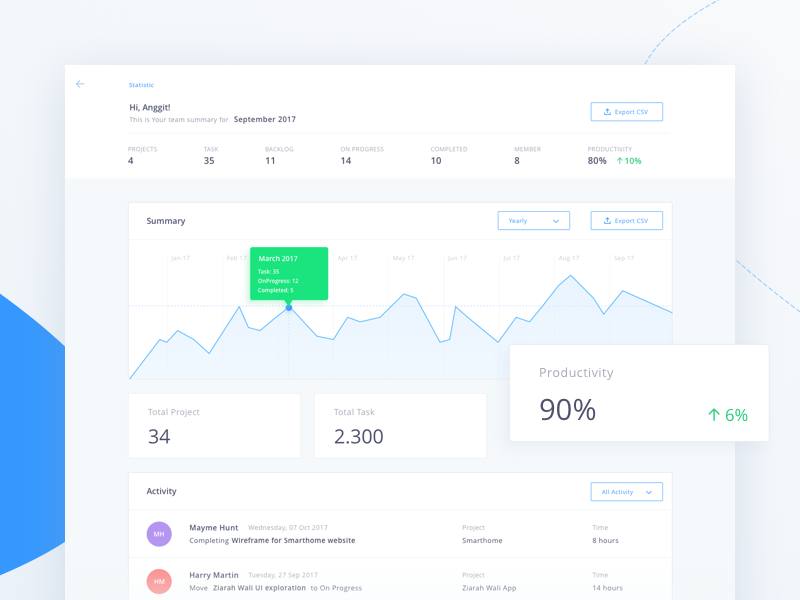 Statistic
Hi, Anggit!
This is Your team summary for September 2017
Export CSV
PROJECTS TASK BACKLOG ON PROGRESS COMPLETED MEMBER PRODUCTIVITY
4 35 11 14 10 8 80% ↑10%
Summary Yearly Export CSV
Jan 17 Feb 17 Apr 17 May 17 Jun 17 Jul 17 Aug 17 Sep 17
March 2017
Task: 35
OnProgress: 12
Completed: 5
Productivity
90% ↑ 6%
Total Project Total Task
34 2.300
Activity All Activity
MH Mayme Hunt Wednesday, 07 Oct 2017 Project Time
Completing Wireframe for Smarthome website Smarthome 8 hours
HM Harry Martin Tuesday, 27 Sep 2017 Project Time
Move Ziarah Wali UI exploration to On Progress Ziarah Wali App 14 hours